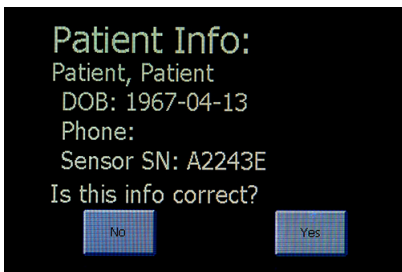 Patient Info:
Patient, Patient
DOB: 1967-04-13
Phone:
Sensor SN: A2243E
Is this info correct?
No Yes